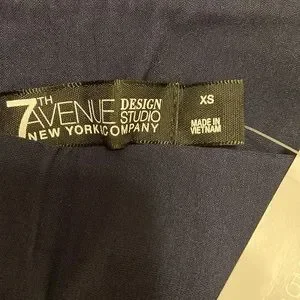 7TH AVENUE DESIGN STUDIO
NEW YORK COMPANY
XS
MADE IN
VIETNAM